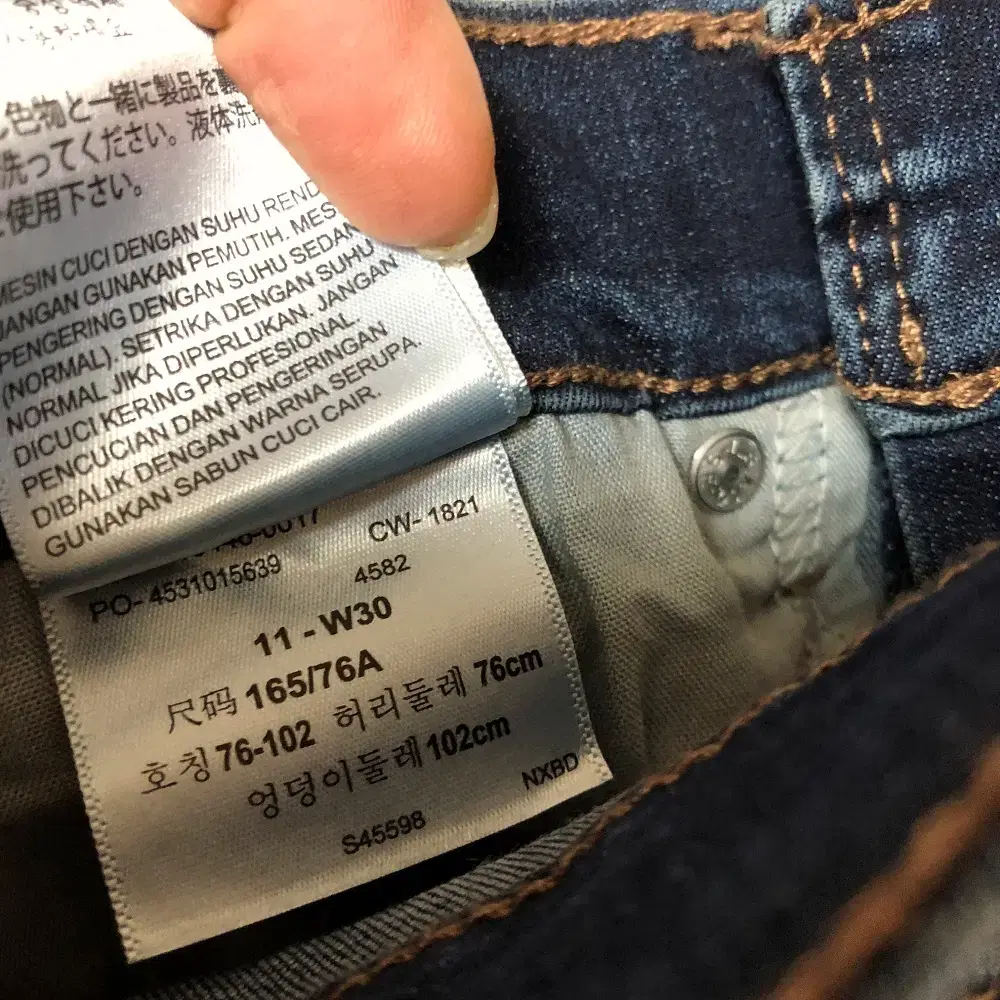 色物と一緒に製品を裏
洗ってください。液体洗
使用下さい。
MESIN CUCI DENGAN SUHU REND
JANGAN GUNAKAN PEMUTIH. MES
PENGERING DENGAN SUHU SEDAN
(NORMAL). SETRIKA DENGAN SUHU
NORMAL JIKA DIPERLUKAN. JANGAN
DICUCI KERING PROFESIONAL.
PENCUCIAN DAN PENGERINGAN
DIBALIK DENGAN WARNA SERUPA.
GUNAKAN SABUN CUCI CAIR.
CW- 1821
PO- 4531015639
4582
11 - W30
尺码 165/76A
호칭 76-102 허리둘레 76cm
엉덩이둘레 102cm
NXBD
S45598